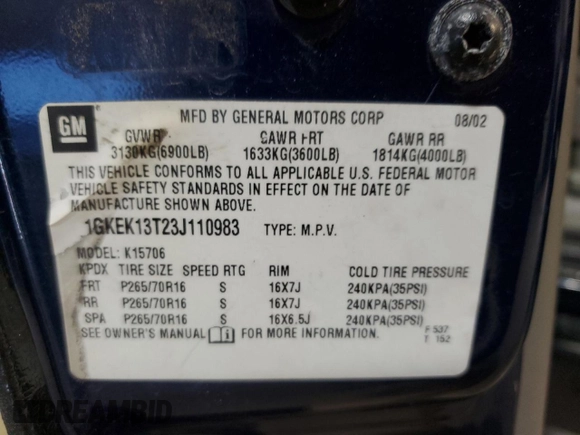 GM
MFD BY GENERAL MOTORS CORP 08/02
GVWR GAWR FRT GAWR RR
3130KG(6900LB) 1633KG(3600LB) 1814KG(4000LB)
THIS VEHICLE CONFORMS TO ALL APPLICABLE U.S. FEDERAL MOTOR
VEHICLE SAFETY STANDARDS IN EFFECT ON THE DATE OF
MANUFACTURE SHOWN ABOVE.
1GKEK13T23J110983 TYPE: M.P.V.
MODEL: K15706
KPDX TIRE SIZE SPEED RTG RIM COLD TIRE PRESSURE
FRT P265/70R16 S 16X7J 240KPA(35PSI)
RR P265/70R16 S 16X7J 240KPA(35PSI)
SPA P265/70R16 S 16X6.5J 240KPA(35PSI)
SEE OWNER'S MANUAL FOR MORE INFORMATION. F 537
T 152